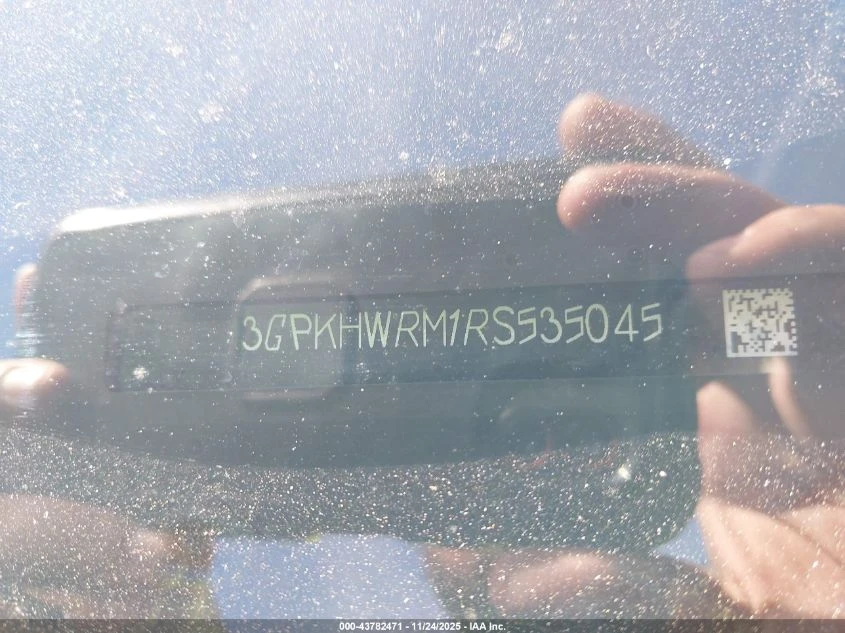 3GPKHWRM1RS535045
000-43782471 - 11/24/2025 - IAA Inc.